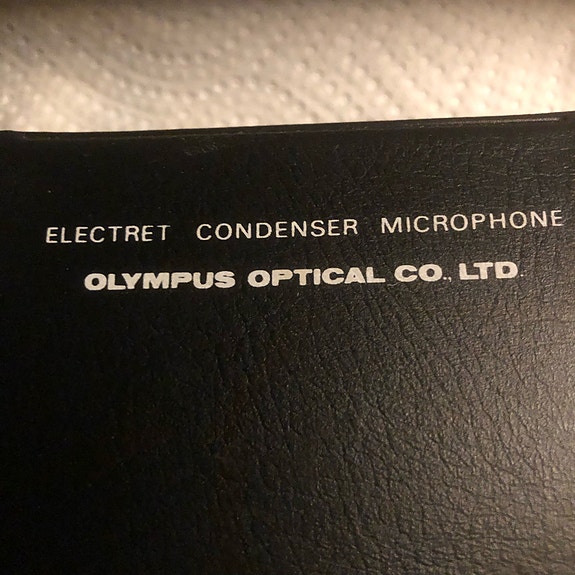 ELECTRET CONDENSER MICROPHONE
OLYMPUS OPTICAL CO., LTD.